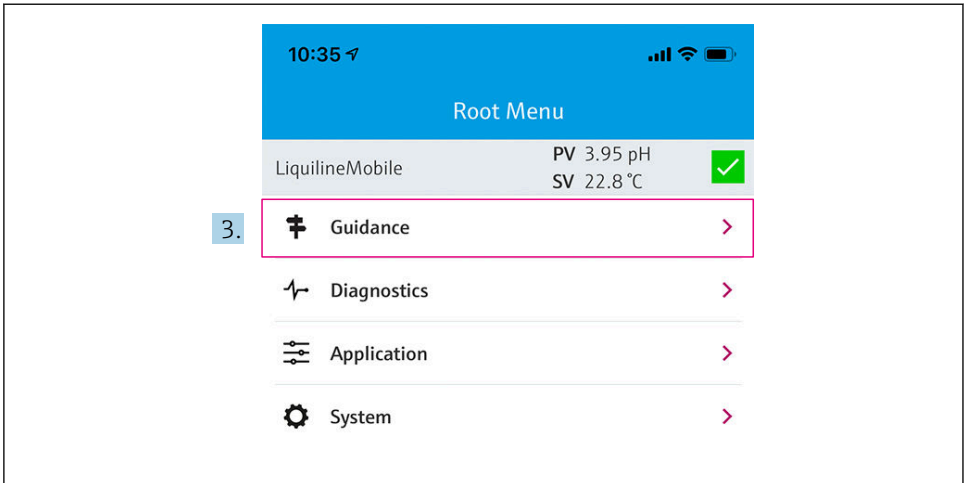 10:35
Root Menu
LiquilineMobile
PV 3.95 pH
SV 22.8 °C
3.
Guidance
Diagnostics
Application
System